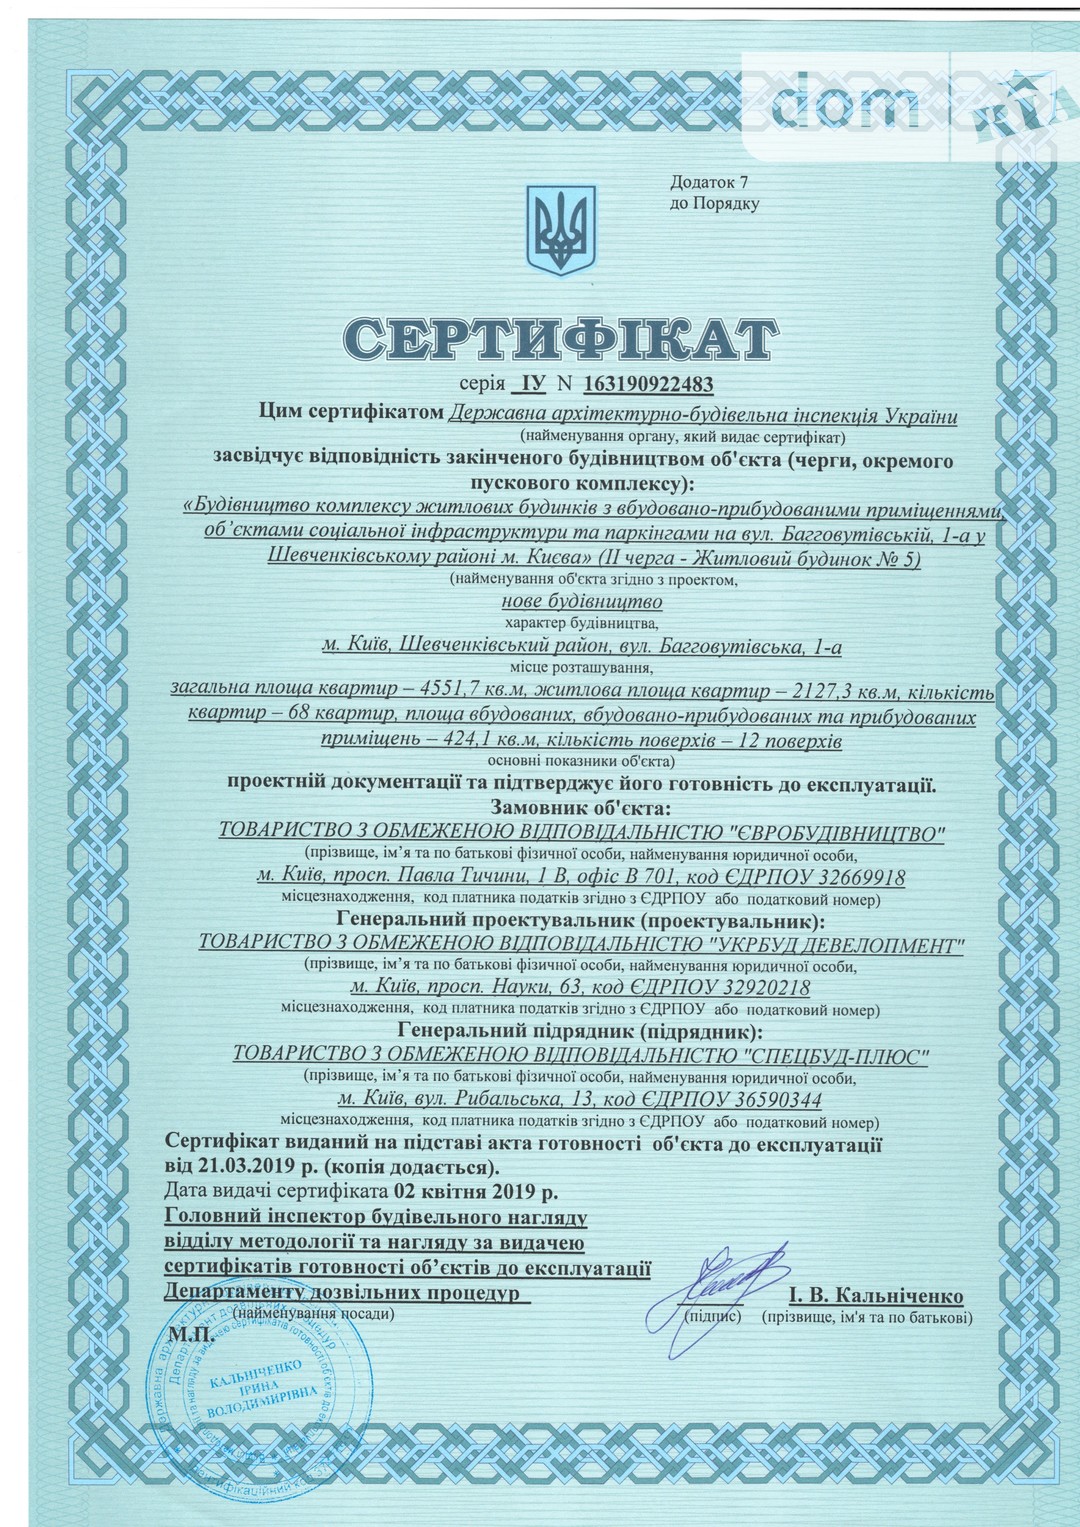 dom RIA
Додаток 7
до Порядку
СЕРТИФІКАТ
серія ІУ N 163190922483
Цим сертифікатом Державна архітектурно-будівельна інспекція України
(найменування органу, який видає сертифікат)
засвідчує відповідність закінченого будівництвом об'єкта (черги, окремого
пускового комплексу):
«Будівництво комплексу житлових будинків з вбудовано-прибудованими приміщеннями,
об’єктами соціальної інфраструктури та паркінгами на вул. Багговутівській, 1-а у
Шевченківському районі м. Києва» (ІІ черга - Житловий будинок № 5)
(найменування об'єкта згідно з проектом,
нове будівництво
характер будівництва,
м. Київ, Шевченківський район, вул. Багговутівська, 1-а
місце розташування,
загальна площа квартир – 4551,7 кв.м, житлова площа квартир – 2127,3 кв.м, кількість
квартир – 68 квартир, площа вбудованих, вбудовано-прибудованих та прибудованих
приміщень – 424,1 кв.м, кількість поверхів – 12 поверхів
основні показники об'єкта)
проектній документації та підтверджує його готовність до експлуатації.
Замовник об'єкта:
ТОВАРИСТВО З ОБМЕЖЕНОЮ ВІДПОВІДАЛЬНІСТЮ "ЄВРОБУДІВНИЦТВО"
(прізвище, ім’я та по батькові фізичної особи, найменування юридичної особи,
м. Київ, просп. Павла Тичини, 1 В, офіс В 701, код ЄДРПОУ 32669918
місцезнаходження, код платника податків згідно з ЄДРПОУ або податковий номер)
Генеральний проектувальник (проектувальник):
ТОВАРИСТВО З ОБМЕЖЕНОЮ ВІДПОВІДАЛЬНІСТЮ "УКРБУД ДЕВЕЛОПМЕНТ"
(прізвище, ім’я та по батькові фізичної особи, найменування юридичної особи,
м. Київ, просп. Науки, 63, код ЄДРПОУ 32920218
місцезнаходження, код платника податків згідно з ЄДРПОУ або податковий номер)
Генеральний підрядник (підрядник):
ТОВАРИСТВО З ОБМЕЖЕНОЮ ВІДПОВІДАЛЬНІСТЮ "СПЕЦБУД-ПЛЮС"
(прізвище, ім’я та по батькові фізичної особи, найменування юридичної особи,
м. Київ, вул. Рибальська, 13, код ЄДРПОУ 36590344
місцезнаходження, код платника податків згідно з ЄДРПОУ або податковий номер)
Сертифікат виданий на підставі акта готовності об'єкта до експлуатації
від 21.03.2019 р. (копія додається).
Дата видачі сертифіката 02 квітня 2019 р.
Головний інспектор будівельного нагляду
відділу методології та нагляду за видачею
сертифікатів готовності об’єктів до експлуатації
Департаменту дозвільних процедур І. В. Кальніченко
(найменування посади) (підпис) (прізвище, ім'я та по батькові)
М.П.
КАЛЬНІЧЕНКО
ІРИНА
ВОЛОДИМИРІВНА